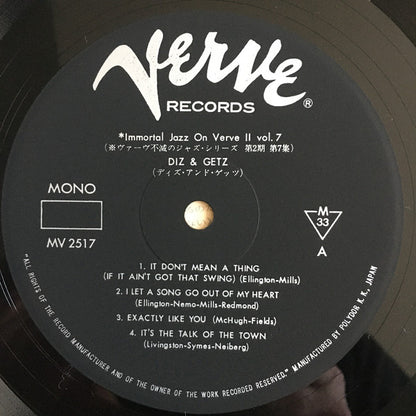 Verve
RECORDS ®
*Immortal Jazz On Verve II vol.7
(※ヴァーヴ不滅のジャズ・シリーズ 第2期 第7集)
DIZ & GETZ
(ディズ・アンド・ゲッツ)
MONO
MV 2517
M
33
A
1. IT DON'T MEAN A THING
(IF IT AIN'T GOT THAT SWING) (Ellington-Mills)
2. I LET A SONG GO OUT OF MY HEART
(Ellington-Nemo-Mills-Redmond)
3. EXACTLY LIKE YOU (McHugh-Fields)
4. IT'S THE TALK OF THE TOWN
(Livingston-Symes-Neiberg)
"ALL RIGHTS OF THE RECORD MANUFACTURER AND OF THE OWNER OF THE WORK RECORDED RESERVED." MANUFACTURED BY POLYDOR K.K., JAPAN